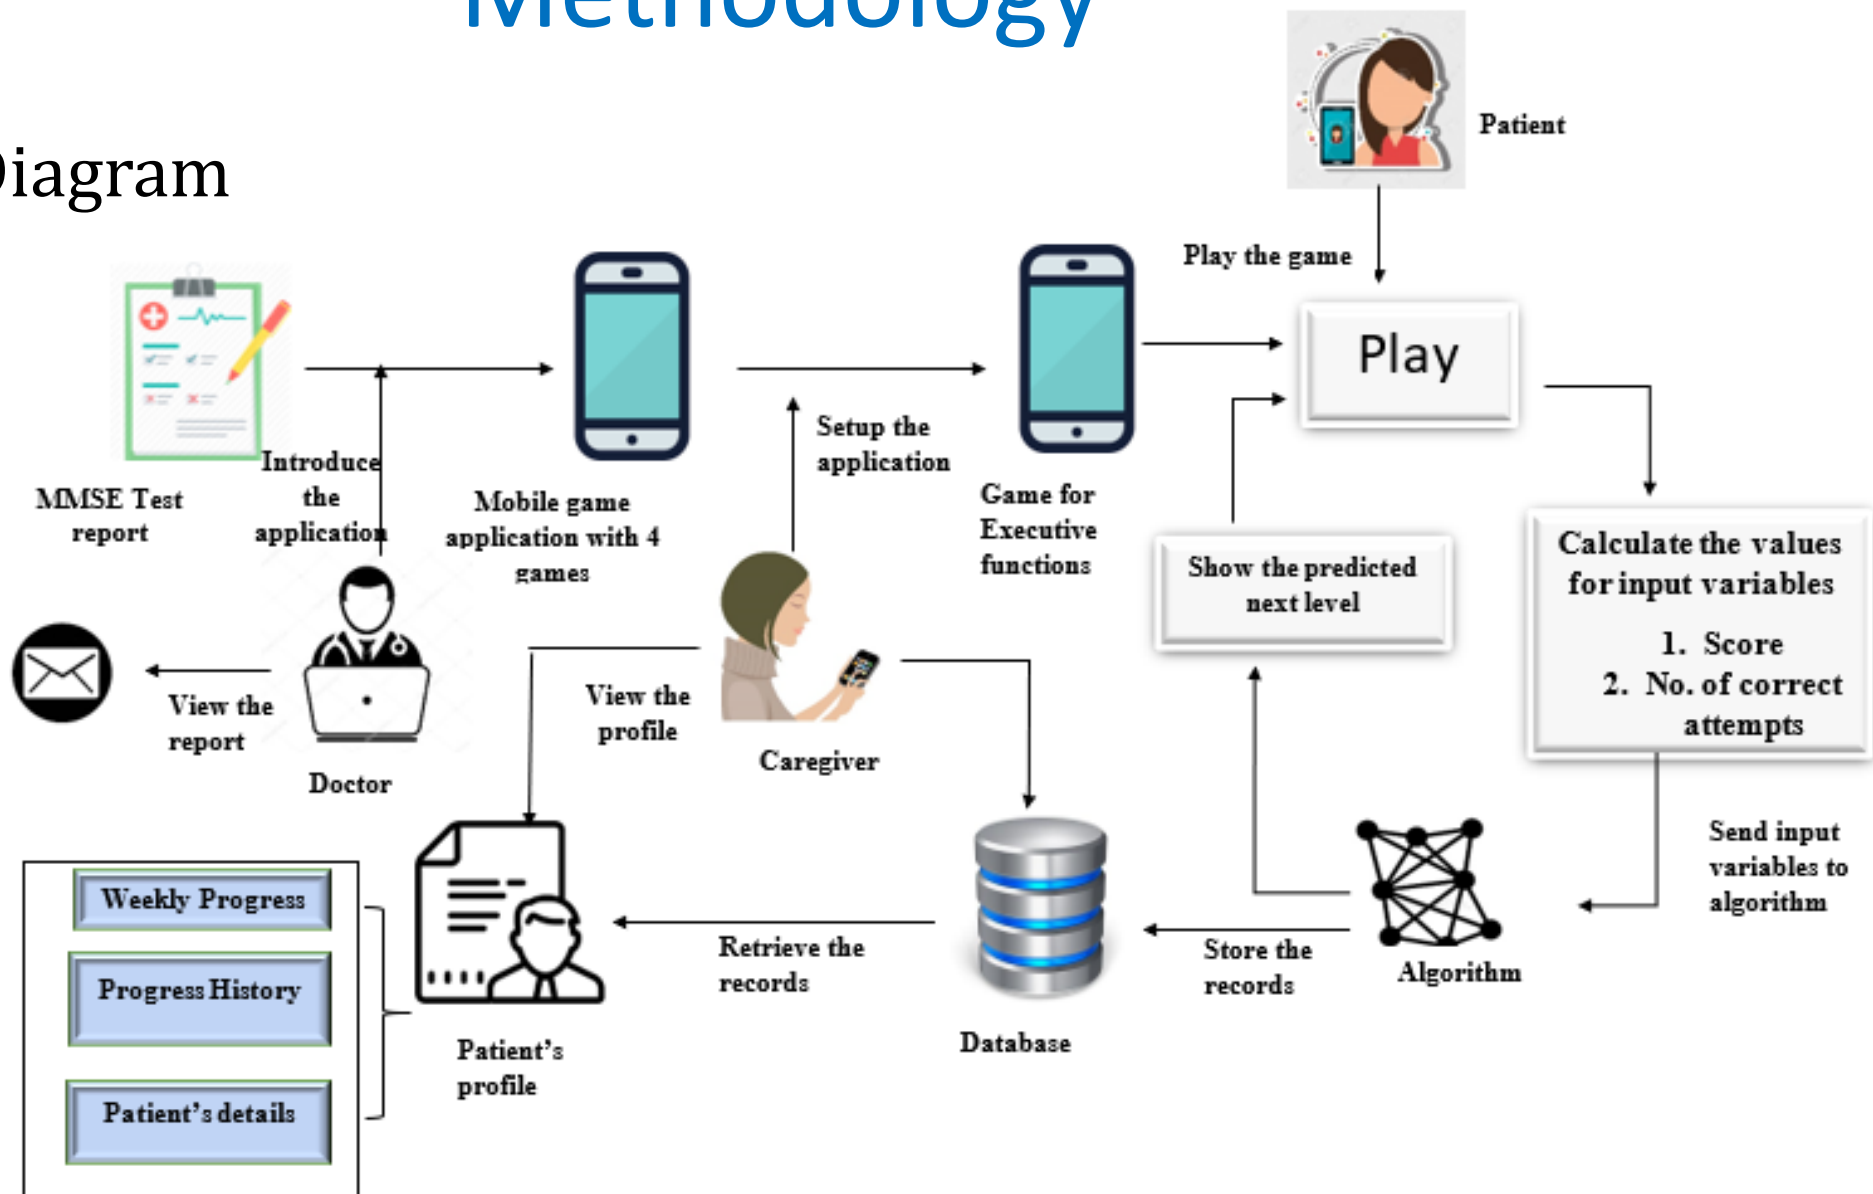 Methodology
Diagram
Patient
Play the game
Play
MMSE Test
report
Introduce
the
application
Mobile game
application with 4
games
Setup the
application
Game for
Executive
functions
Show the predicted
next level
Calculate the values
for input variables
1. Score
2. No. of correct
attempts
View the
report
Doctor
View the
profile
Caregiver
Send input
variables to
algorithm
Weekly Progress
Progress History
Patient's details
Patient's
profile
Retrieve the
records
Database
Store the
records
Algorithm